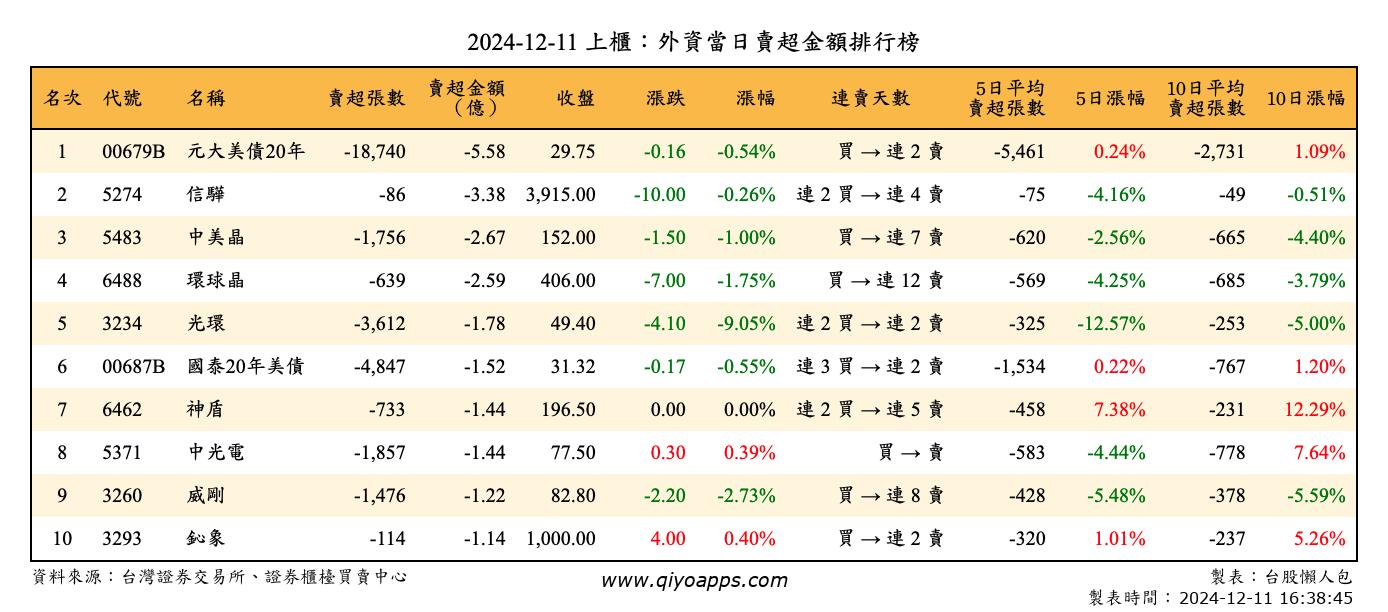 2024-12-11 上櫃：外資當日賣超金額排行榜
名次 代號 名稱 賣超張數 賣超金額（億） 收盤 漲跌 漲幅 連賣天數 5日平均賣超張數 5日漲幅 10日平均賣超張數 10日漲幅
1 00679B 元大美債20年 -18,740 -5.58 29.75 -0.16 -0.54% 買 → 連 2 賣 -5,461 0.24% -2,731 1.09%
2 5274 信驊 -86 -3.38 3,915.00 -10.00 -0.26% 連 2 買 → 連 4 賣 -75 -4.16% -49 -0.51%
3 5483 中美晶 -1,756 -2.67 152.00 -1.50 -1.00% 買 → 連 7 賣 -620 -2.56% -665 -4.40%
4 6488 環球晶 -639 -2.59 406.00 -7.00 -1.75% 買 → 連 12 賣 -569 -4.25% -685 -3.79%
5 3234 光環 -3,612 -1.78 49.40 -4.10 -9.05% 連 2 買 → 連 2 賣 -325 -12.57% -253 -5.00%
6 00687B 國泰20年美債 -4,847 -1.52 31.32 -0.17 -0.55% 連 3 買 → 連 2 賣 -1,534 0.22% -767 1.20%
7 6462 神盾 -733 -1.44 196.50 0.00 0.00% 連 2 買 → 連 5 賣 -458 7.38% -231 12.29%
8 5371 中光電 -1,857 -1.44 77.50 0.30 0.39% 買 → 賣 -583 -4.44% -778 7.64%
9 3260 威剛 -1,476 -1.22 82.80 -2.20 -2.73% 買 → 連 8 賣 -428 -5.48% -378 -5.59%
10 3293 鈊象 -114 -1.14 1,000.00 4.00 0.40% 買 → 連 2 賣 -320 1.01% -237 5.26%
資料來源：台灣證券交易所、證券櫃檯買賣中心 www.qiyoapps.com 製表：台股懶人包
製表時間：2024-12-11 16:38:45